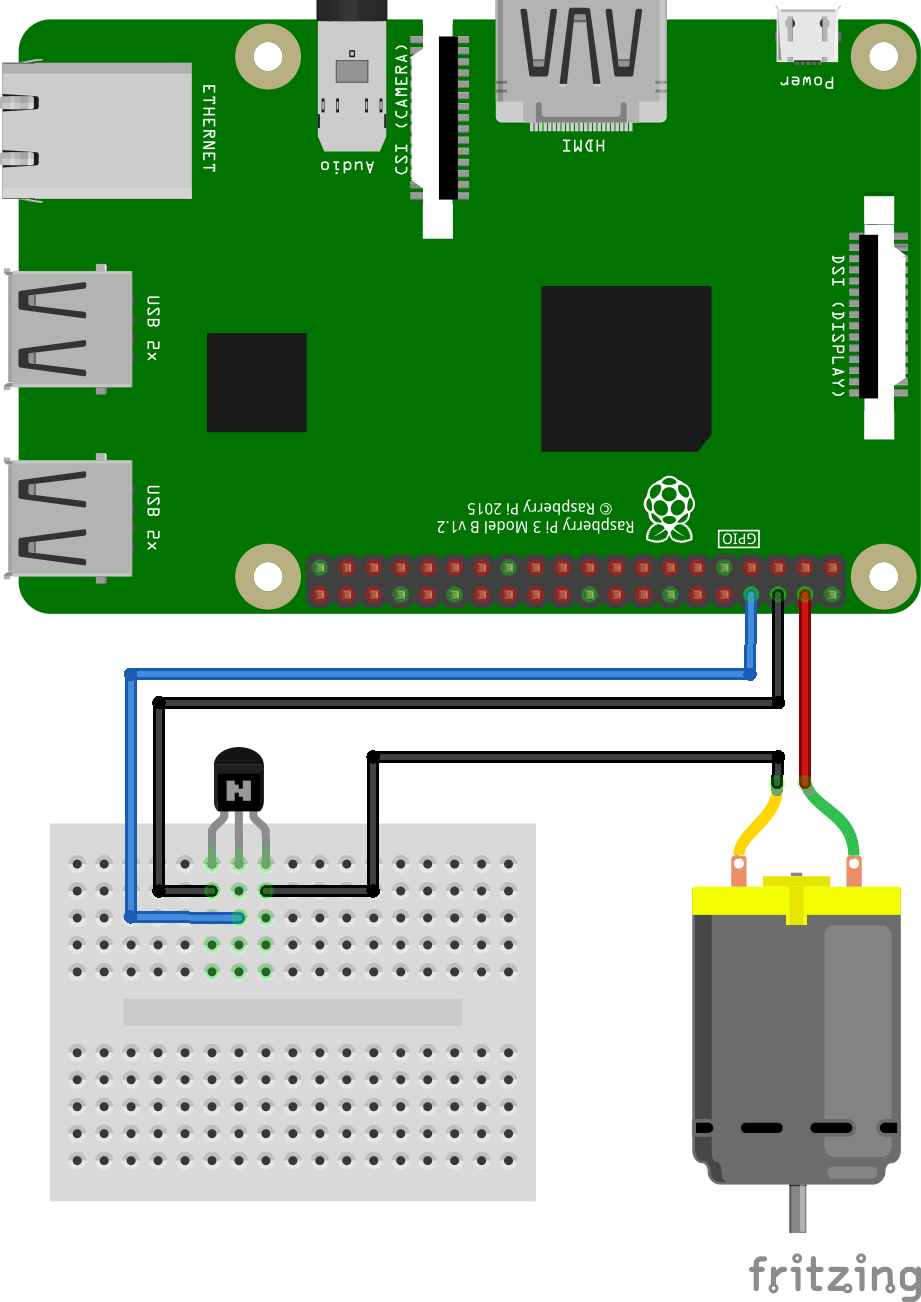 Power
HDMI
CSI (CAMERA)
Audio
ETHERNET
DSI (DISPLAY)
USB 2x
USB 2x
Raspberry Pi 3 Model B v1.2
© Raspberry Pi 2015
GPIO
N
fritzing